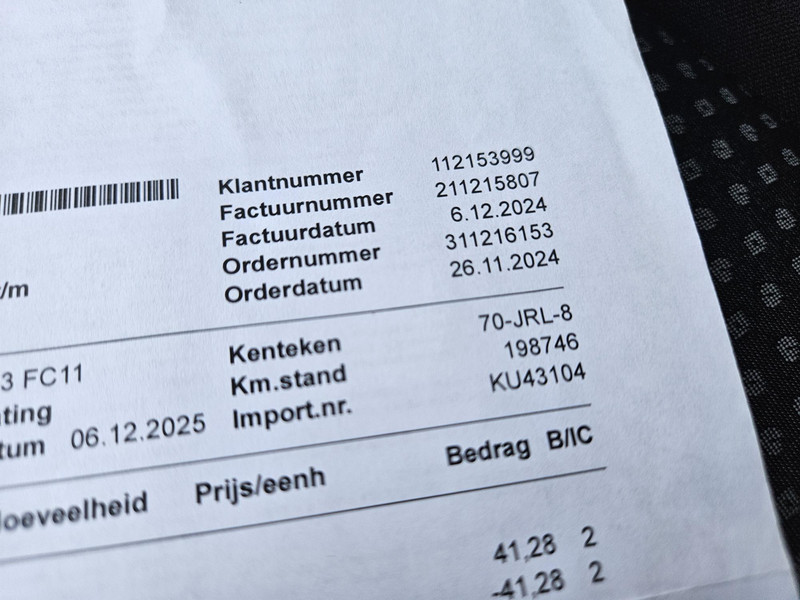 Klantnummer 112153999
Factuurnummer 211215807
Factuurdatum 6.12.2024
Ordernummer 311216153
/m Orderdatum 26.11.2024
Kenteken 70-JRL-8
3 FC11 Km.stand 198746
ting Import.nr. KU43104
tum 06.12.2025
oeveelheid Prijs/eenh Bedrag B/IC
41,28 2
-41,28 2